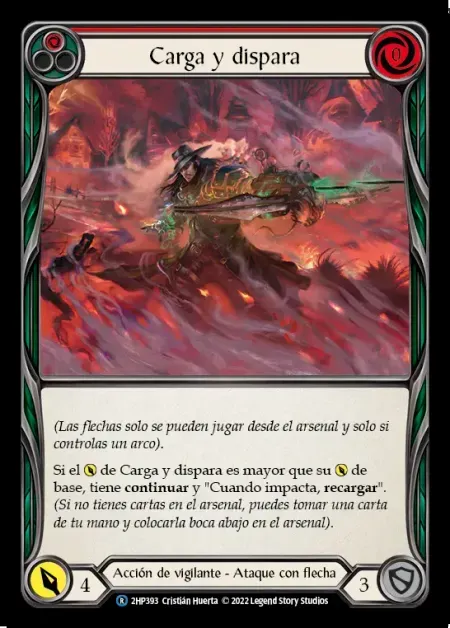 Carga y dispara
0
(Las flechas solo se pueden jugar desde el arsenal y solo si
controlas un arco).
Si el de Carga y dispara es mayor que su de
base, tiene continuar y "Cuando impacta, recargar".
(Si no tienes cartas en el arsenal, puedes tomar una carta
de tu mano y colocarla boca abajo en el arsenal).
4
Acción de vigilante - Ataque con flecha
3
R 2HP393 Cristián Huerta © 2022 Legend Story Studios